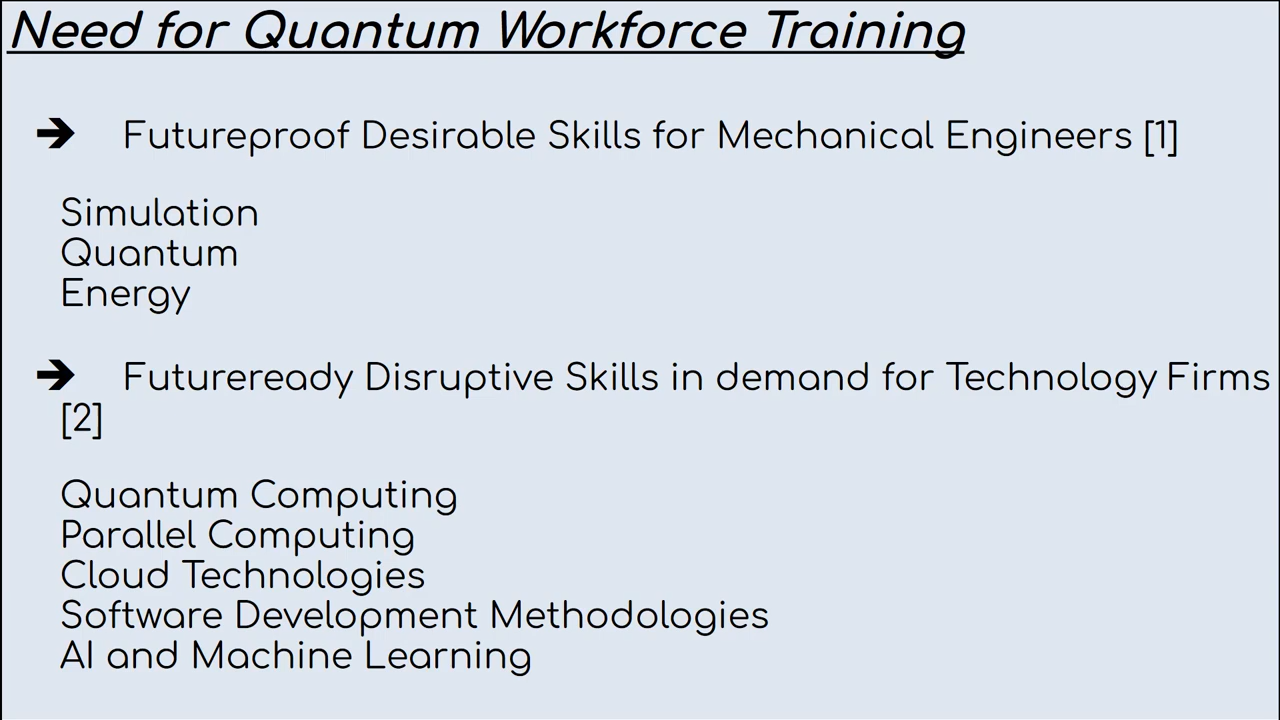 Need for Quantum Workforce Training
➔ Futureproof Desirable Skills for Mechanical Engineers [1]
Simulation
Quantum
Energy
➔ Futureready Disruptive Skills in demand for Technology Firms
[2]
Quantum Computing
Parallel Computing
Cloud Technologies
Software Development Methodologies
AI and Machine Learning